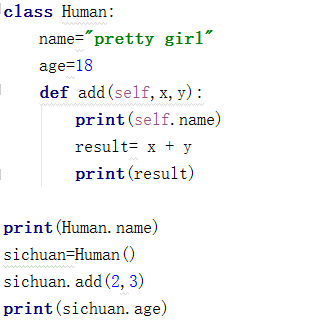 class Human:
    name="pretty girl"
    age=18
    def add(self,x,y):
        print(self.name)
        result= x + y
        print(result)
print(Human.name)
sichuan=Human()
sichuan.add(2,3)
print(sichuan.age)